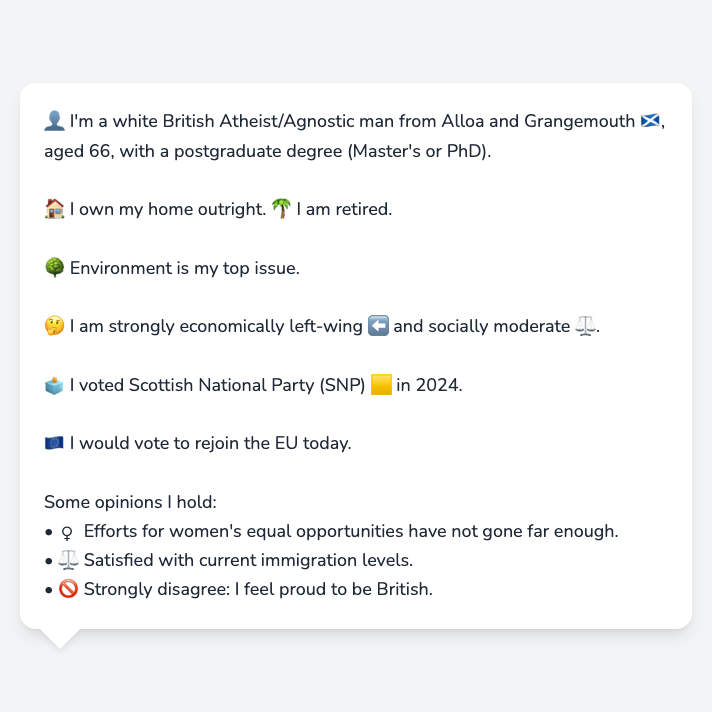 👤 I'm a white British Atheist/Agnostic man from Alloa and Grangemouth 🏴󠁧󠁢󠁳󠁣󠁴󠁿,
aged 66, with a postgraduate degree (Master's or PhD).
🏠 I own my home outright. 🌴 I am retired.
🌳 Environment is my top issue.
🤔 I am strongly economically left-wing ⬅️ and socially moderate ⚖️.
🗳️ I voted Scottish National Party (SNP) 🟨 in 2024.
🇪🇺 I would vote to rejoin the EU today.
Some opinions I hold:
• ♀️ Efforts for women's equal opportunities have not gone far enough.
• ⚖️ Satisfied with current immigration levels.
• 🚫 Strongly disagree: I feel proud to be British.